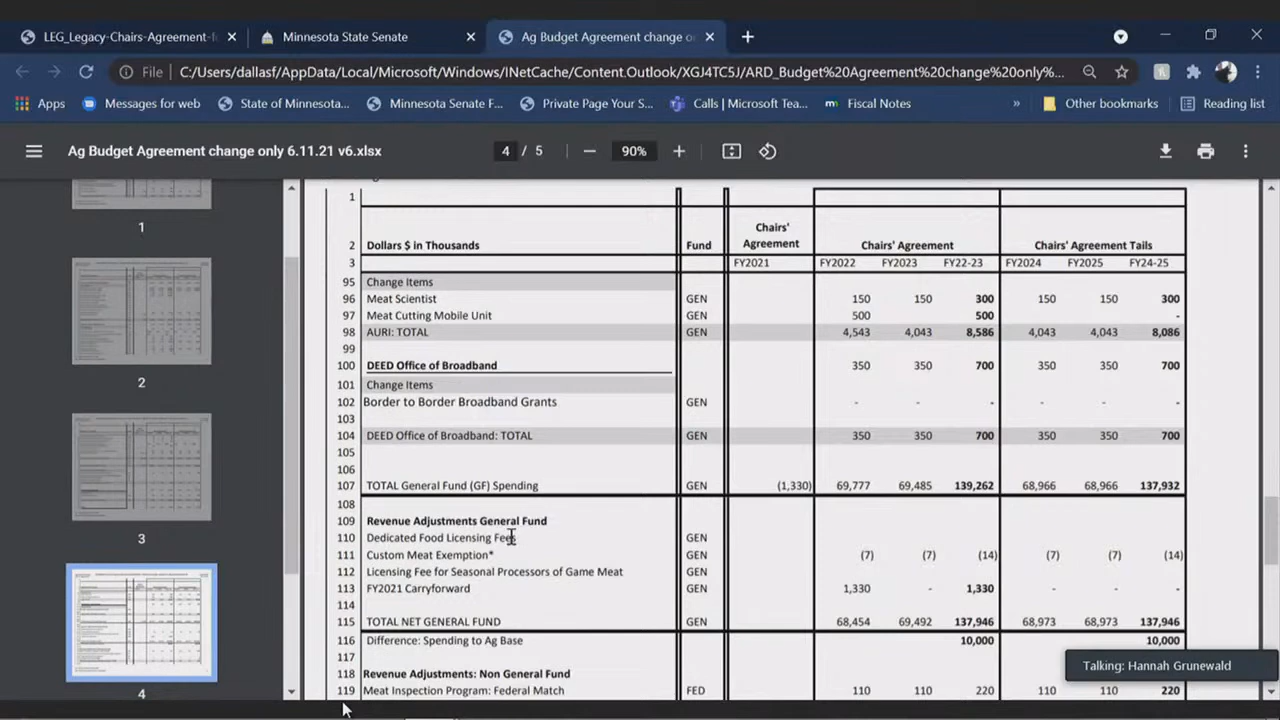 LEG_Legacy-Chairs-Agreement-f
Minnesota State Senate
Ag Budget Agreement change o
File C:/Users/dallasf/AppData/Local/Microsoft/Windows/INetCache/Content.Outlook/XGJ4TC5J/ARD_Budget%20Agreement%20change%20only%...
Apps Messages for web State of Minnesota... Minnesota Senate F... Private Page Your S... Calls | Microsoft Tea... mn Fiscal Notes » Other bookmarks Reading list
Ag Budget Agreement change only 6.11.21 v6.xlsx 4 / 5 90%
1
2
3
4
1
Chairs' Agreement
2 Dollars $ in Thousands Fund Chairs' Agreement Chairs' Agreement Tails
3 FY2021 FY2022 FY2023 FY22-23 FY2024 FY2025 FY24-25
95 Change Items
96 Meat Scientist GEN 150 150 300 150 150 300
97 Meat Cutting Mobile Unit GEN 500 500 -
98 AURI: TOTAL GEN 4,543 4,043 8,586 4,043 4,043 8,086
99
100 DEED Office of Broadband 350 350 700 350 350 700
101 Change Items
102 Border to Border Broadband Grants GEN - - - - - -
103
104 DEED Office of Broadband: TOTAL GEN 350 350 700 350 350 700
105
106
107 TOTAL General Fund (GF) Spending GEN (1,330) 69,777 69,485 139,262 68,966 68,966 137,932
108
109 Revenue Adjustments General Fund
110 Dedicated Food Licensing Fees GEN
111 Custom Meat Exemption* GEN (7) (7) (14) (7) (7) (14)
112 Licensing Fee for Seasonal Processors of Game Meat GEN
113 FY2021 Carryforward GEN 1,330 - 1,330 - - -
114
115 TOTAL NET GENERAL FUND GEN 68,454 69,492 137,946 68,973 68,973 137,946
116 Difference: Spending to Ag Base 10,000 10,000
117
118 Revenue Adjustments: Non General Fund
119 Meat Inspection Program: Federal Match FED 110 110 220 110 110 220
Talking: Hannah Grunewald